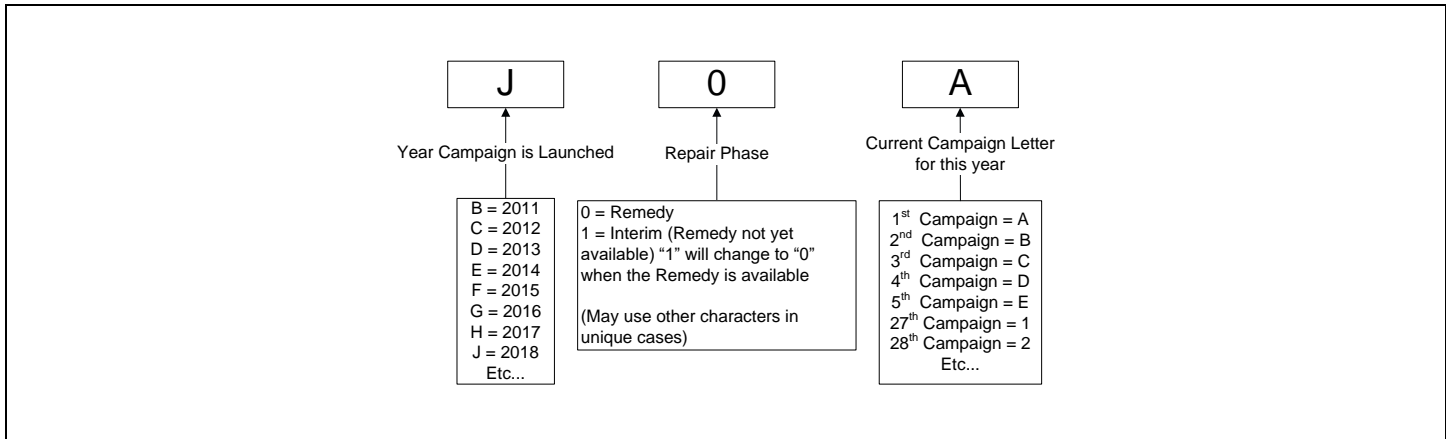 J
0
A
Year Campaign is Launched
Repair Phase
Current Campaign Letter
for this year
B = 2011
C = 2012
D = 2013
E = 2014
F = 2015
G = 2016
H = 2017
J = 2018
Etc...
0 = Remedy
1 = Interim (Remedy not yet
available) “1” will change to “0”
when the Remedy is available
(May use other characters in
unique cases)
1st Campaign = A
2nd Campaign = B
3rd Campaign = C
4th Campaign = D
5th Campaign = E
27th Campaign = 1
28th Campaign = 2
Etc...